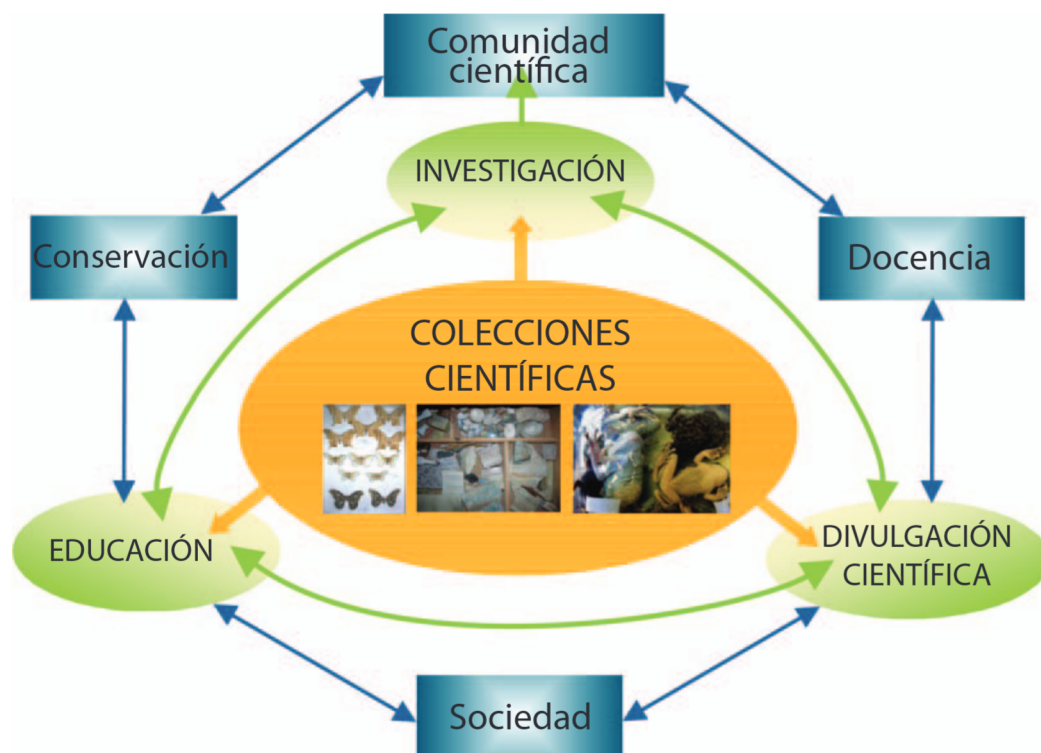 Comunidad
científica
INVESTIGACIÓN
Conservación
Docencia
COLECCIONES
CIENTÍFICAS
EDUCACIÓN
DIVULGACIÓN
CIENTÍFICA
Sociedad